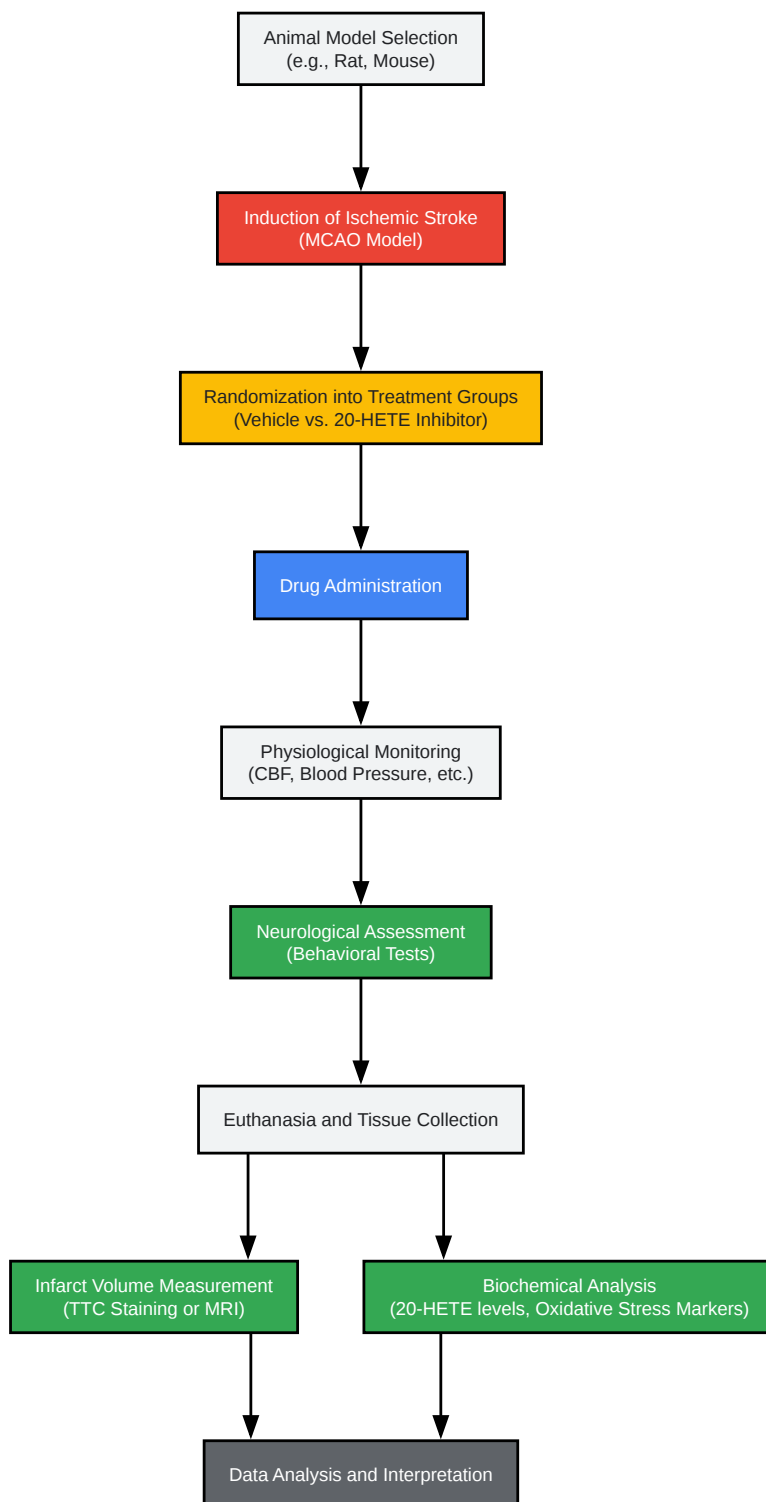 Animal Model Selection
(e.g., Rat, Mouse)
Induction of Ischemic Stroke
(MCAO Model)
Randomization into Treatment Groups
(Vehicle vs. 20-HETE Inhibitor)
Drug Administration
Physiological Monitoring
(CBF, Blood Pressure, etc.)
Neurological Assessment
(Behavioral Tests)
Euthanasia and Tissue Collection
Infarct Volume Measurement
(TTC Staining or MRI)
Biochemical Analysis
(20-HETE levels, Oxidative Stress Markers)
Data Analysis and Interpretation